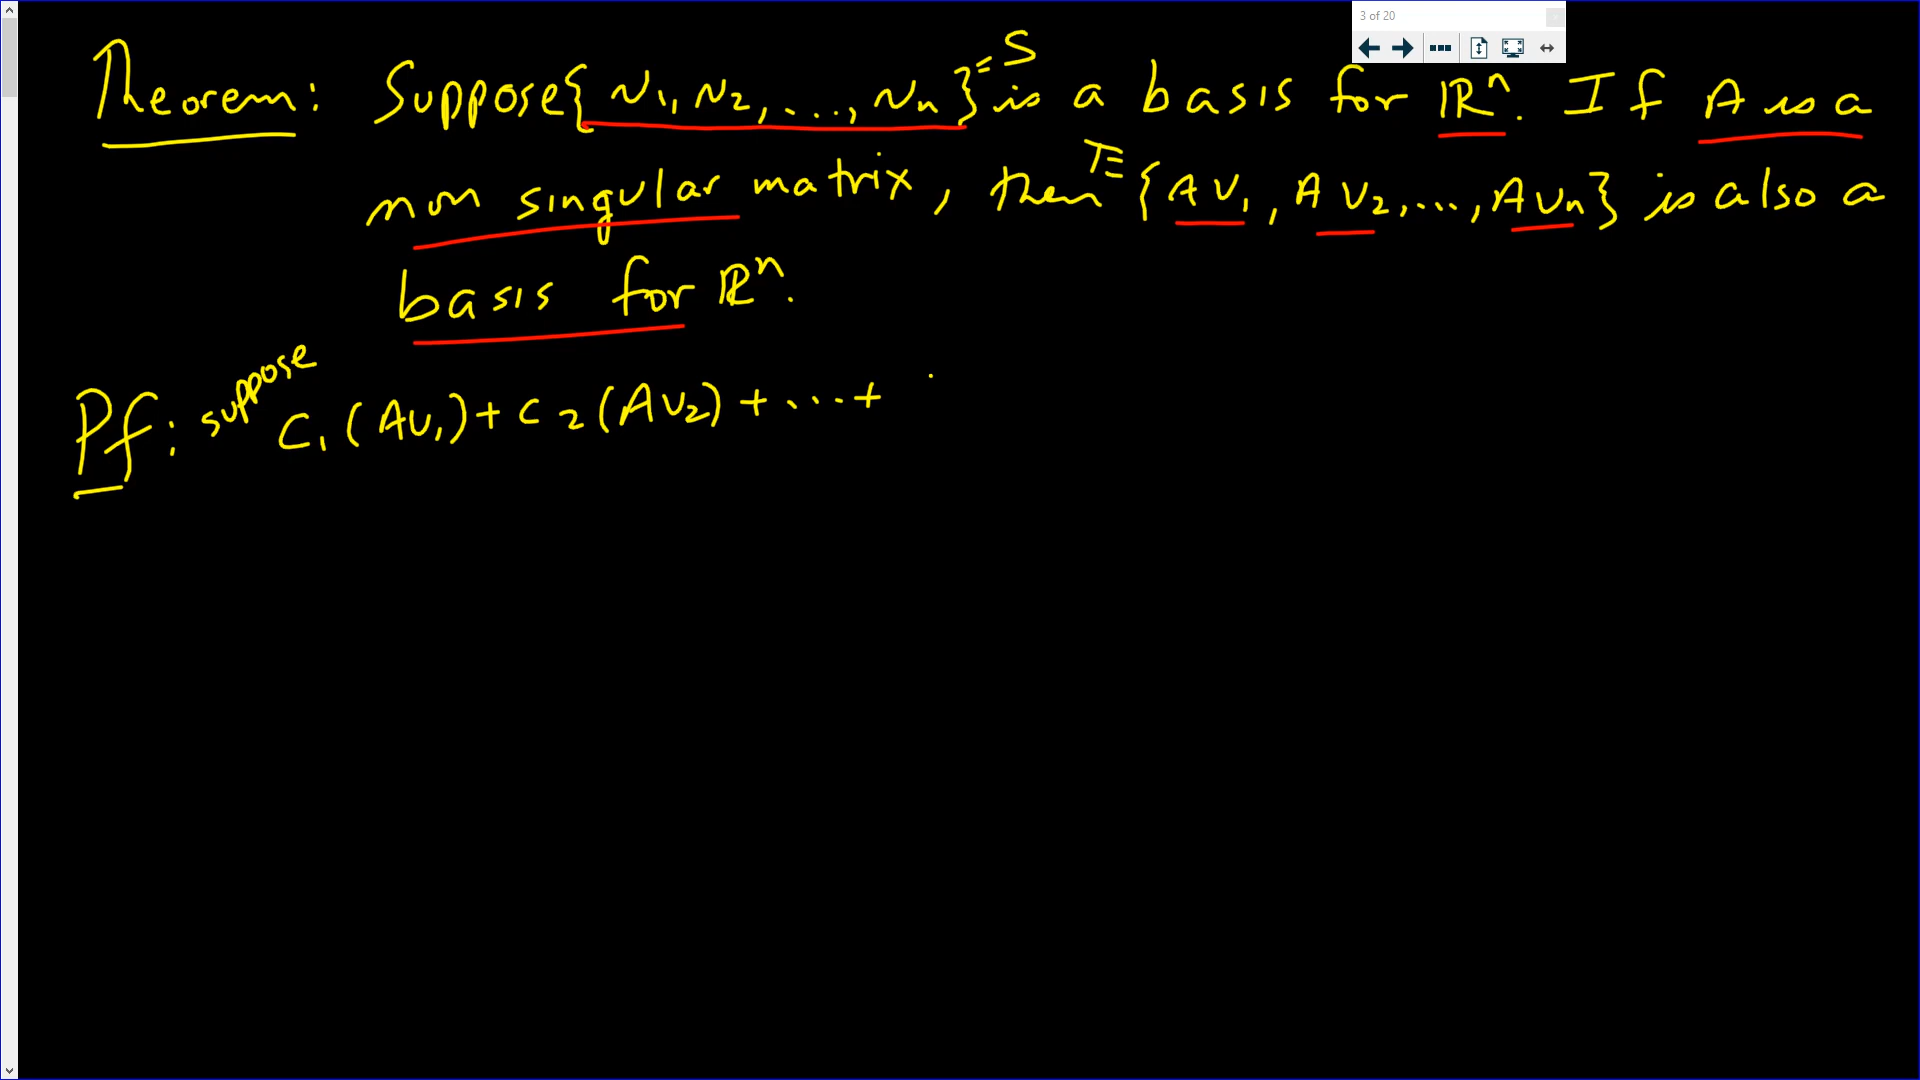 3 of 20
Theorem: Suppose {v₁, v₂, ..., vₙ} = S is a basis for ℝⁿ. If A is a
non singular matrix, then T = {Av₁, Av₂, ..., Avₙ} is also a
basis for ℝⁿ.
Pf: suppose C₁(Av₁) + C₂(Av₂) + ... +